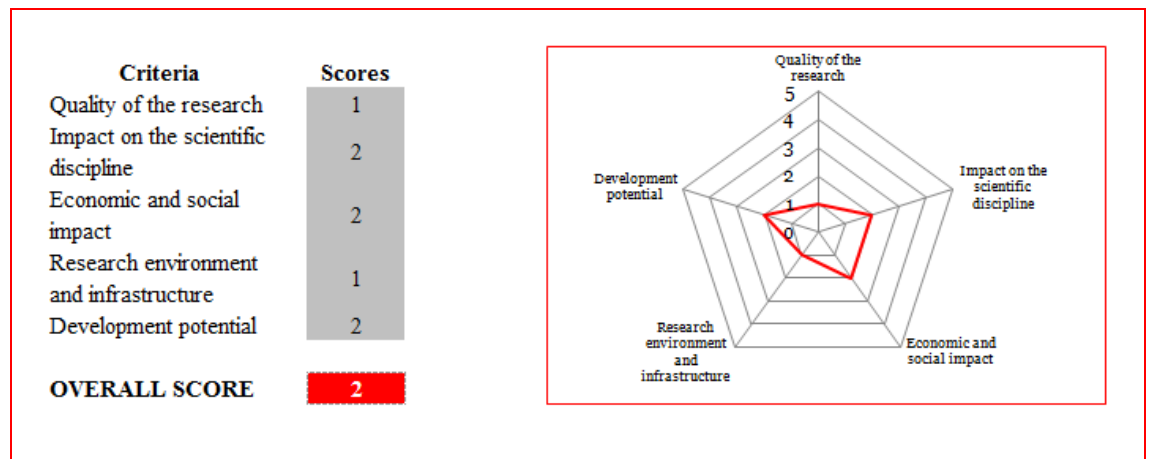 Criteria Scores
Quality of the research 1
Impact on the scientific
discipline 2
Economic and social
impact 2
Research environment
and infrastructure 1
Development potential 2
OVERALL SCORE 2
Quality of the
research
5
4
3
2
1
0
Impact on the
scientific
discipline
Economic and
social impact
Research
environment
and
infrastructure
Development
potential